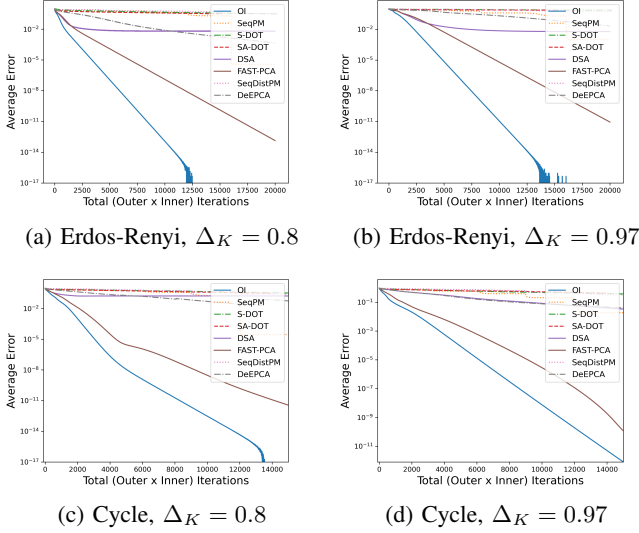 10⁻²
10⁻⁵
10⁻⁸
10⁻¹¹
10⁻¹⁴
10⁻¹⁷
Average Error
0 2500 5000 7500 10000 12500 15000 17500 20000
Total (Outer x Inner) Iterations
OI
SeqPM
S-DOT
SA-DOT
DSA
FAST-PCA
SeqDistPM
DeEPCA
(a) Erdos-Renyi, Δ_K = 0.8
10⁻²
10⁻⁵
10⁻⁸
10⁻¹¹
10⁻¹⁴
10⁻¹⁷
Average Error
0 2500 5000 7500 10000 12500 15000 17500 20000
Total (Outer x Inner) Iterations
OI
SeqPM
S-DOT
SA-DOT
DSA
FAST-PCA
SeqDistPM
DeEPCA
(b) Erdos-Renyi, Δ_K = 0.97
10⁻²
10⁻⁵
10⁻⁸
10⁻¹¹
10⁻¹⁴
10⁻¹⁷
Average Error
0 2000 4000 6000 8000 10000 12000 14000
Total (Outer x Inner) Iterations
OI
SeqPM
S-DOT
SA-DOT
DSA
FAST-PCA
SeqDistPM
DeEPCA
(c) Cycle, Δ_K = 0.8
10⁻¹
10⁻³
10⁻⁵
10⁻⁷
10⁻⁹
10⁻¹¹
Average Error
0 2000 4000 6000 8000 10000 12000 14000
Total (Outer x Inner) Iterations
OI
SeqPM
S-DOT
SA-DOT
DSA
FAST-PCA
SeqDistPM
DeEPCA
(d) Cycle, Δ_K = 0.97